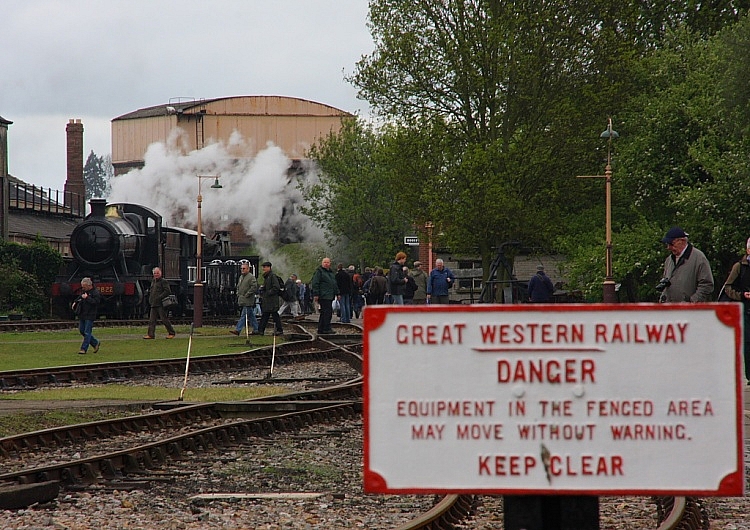 GREAT WESTERN RAILWAY
DANGER
EQUIPMENT IN THE FENCED AREA
MAY MOVE WITHOUT WARNING.
KEEP CLEAR